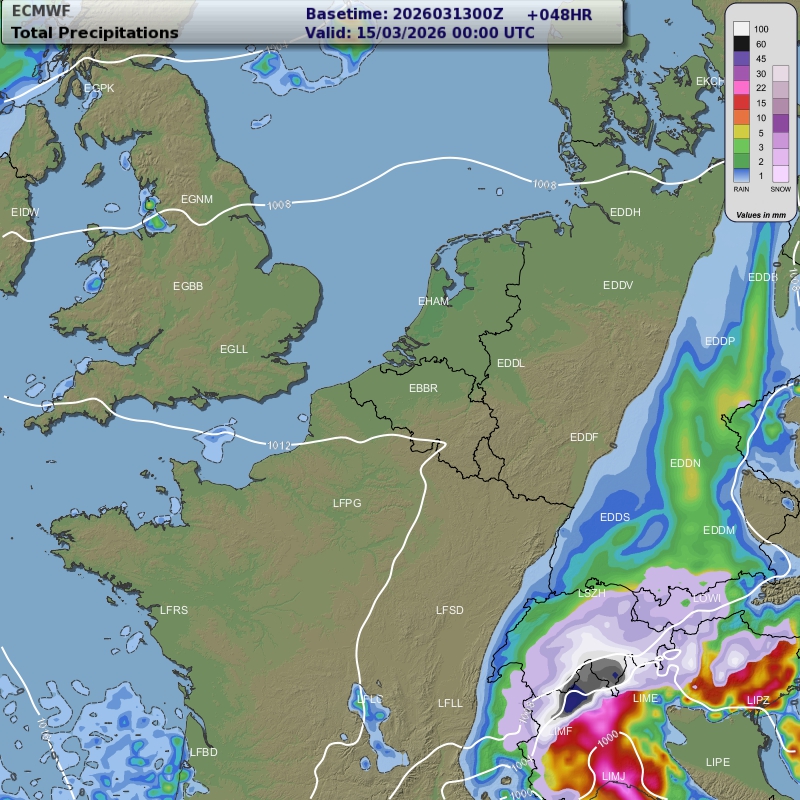 ECMWF
Basetime: 2026031300Z +048HR
Total Precipitations
Valid: 15/03/2026 00:00 UTC
100
60
45
30
22
15
10
5
3
2
1
RAIN
SNOW
Values in mm
EGPK
EKCH
EIDW
EGNM
1008
1008
EDDH
EGBB
EHAM
EDDV
EDDB
EGLL
EDDP
EDDL
EBBR
1012
EDDF
EDDN
LFPG
EDDS
EDDM
LFRS
LFSD
LSZH
LOWI
LFLC
LFLL
LIME
LIPZ
LIMF
1000
LFBD
LIPE
LIMJ
1000